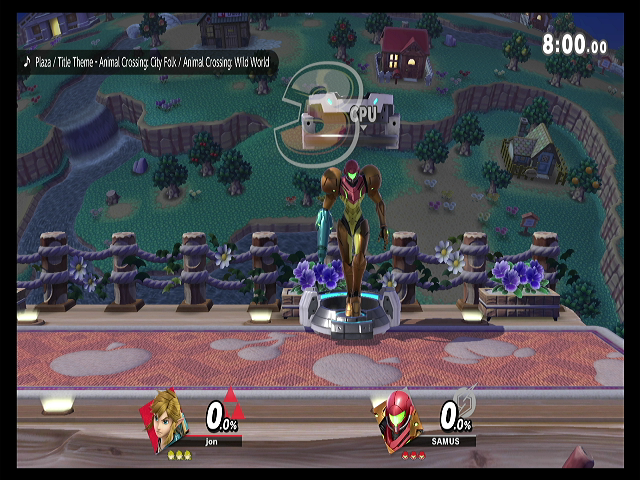 ♪ Plaza / Title Theme - Animal Crossing: City Folk / Animal Crossing: Wild World
8:00.00
3
CPU
0.0%
jon
0.0%
SAMUS